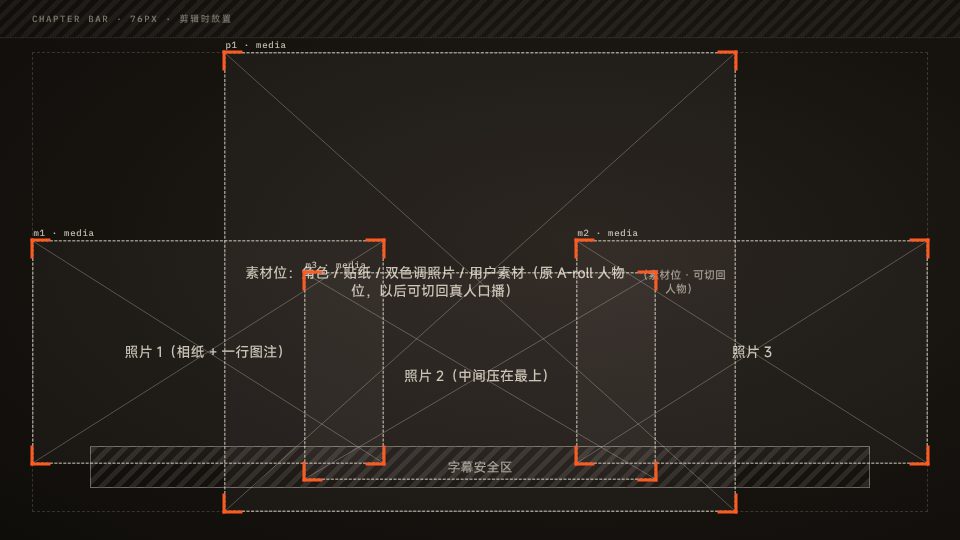 CHAPTER BAR · 76PX · 剪辑时放置
p1 · media
m1 · media
m2 · media
m3 · media
素材位：角色 / 贴纸 / 双色调照片 / 用户素材（原 A-roll 人物
位，以后可切回真人口播）
（素材位 · 可切回
人物）
照片 1（相纸 + 一行图注）
照片 3
照片 2（中间压在最上）
字幕安全区